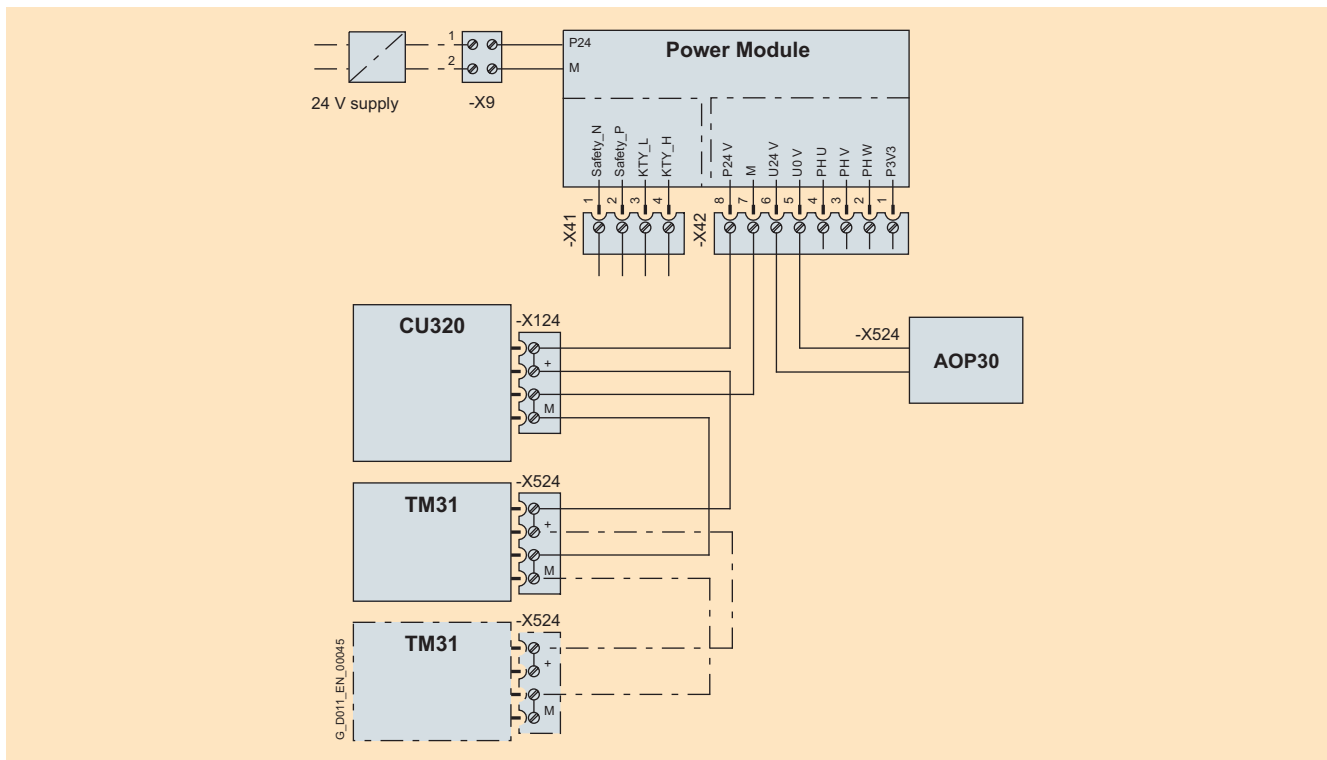 1
2
P24
M
Power Module
24 V supply
-X9
Safety_N
Safety_P
KTY_L
KTY_H
P24 V
M
U24 V
U0 V
PH U
PH V
PH W
P3V3
-X41
1
2
3
4
-X42
8
7
6
5
4
3
2
1
CU320
-X124
+
M
-X524
AOP30
TM31
-X524
+
M
TM31
-X524
+
M
G_D011_EN_00045